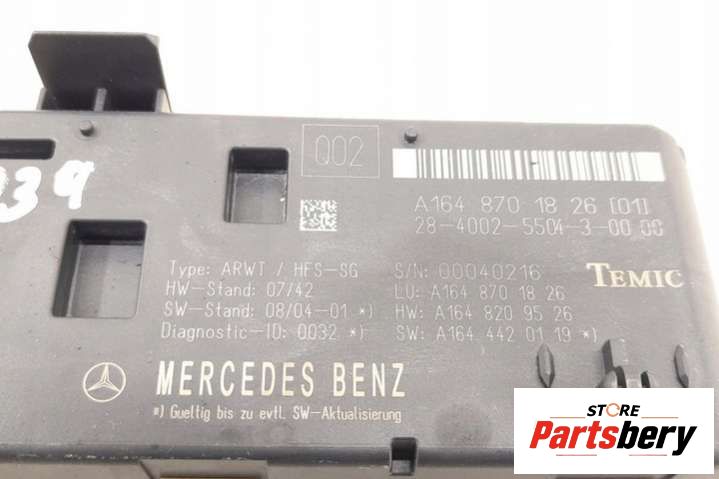 002
939
A164 870 18 26 [01]
28-4002-5504-3-00 00
Type: ARWT / HFS-SG
HW-Stand: 07/42
SW-Stand: 08/04-01 *)
Diagnostic-ID: 0032 *)
S/N: 00040216
LU: A164 870 18 26
HW: A164 820 95 26
SW: A164 442 01 19 *)
TEMIC
MERCEDES BENZ
*) Gueltig bis zu evtl. SW-Aktualisierung
STORE
Partsbery